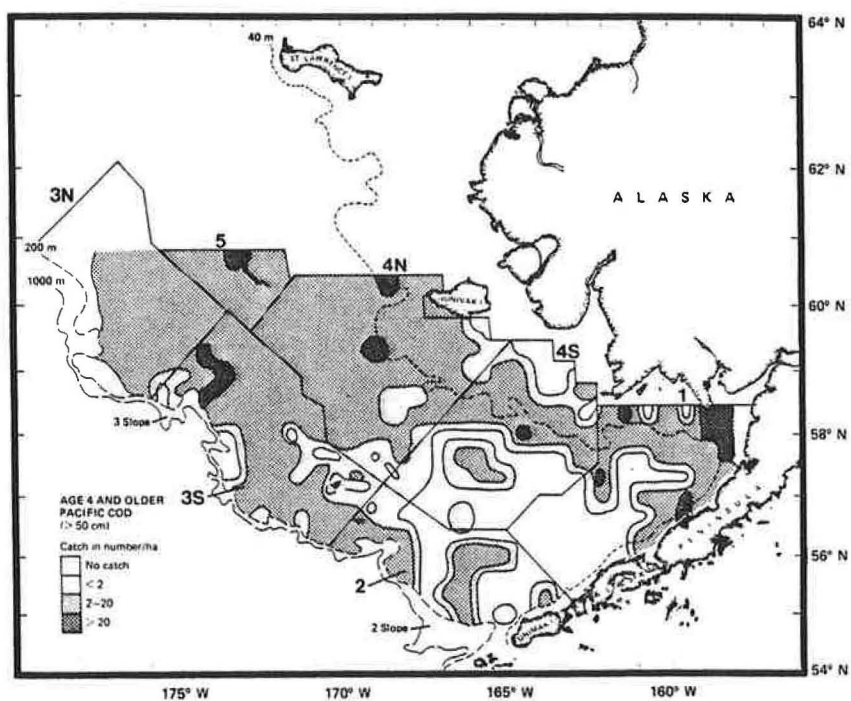 64° N
40 m
ST LAWRENCE I
62° N
3N
ALASKA
5
200 m
4N
1000 m
NUNIVAK I
60° N
4S
1
3 Slope
58° N
3S
AGE 4 AND OLDER
PACIFIC COD
(> 50 cm)
Catch in number/ha
No catch
< 2
2-20
> 20
56° N
2
2 Slope
UNIMAK I
54° N
175° W
170° W
165° W
160° W